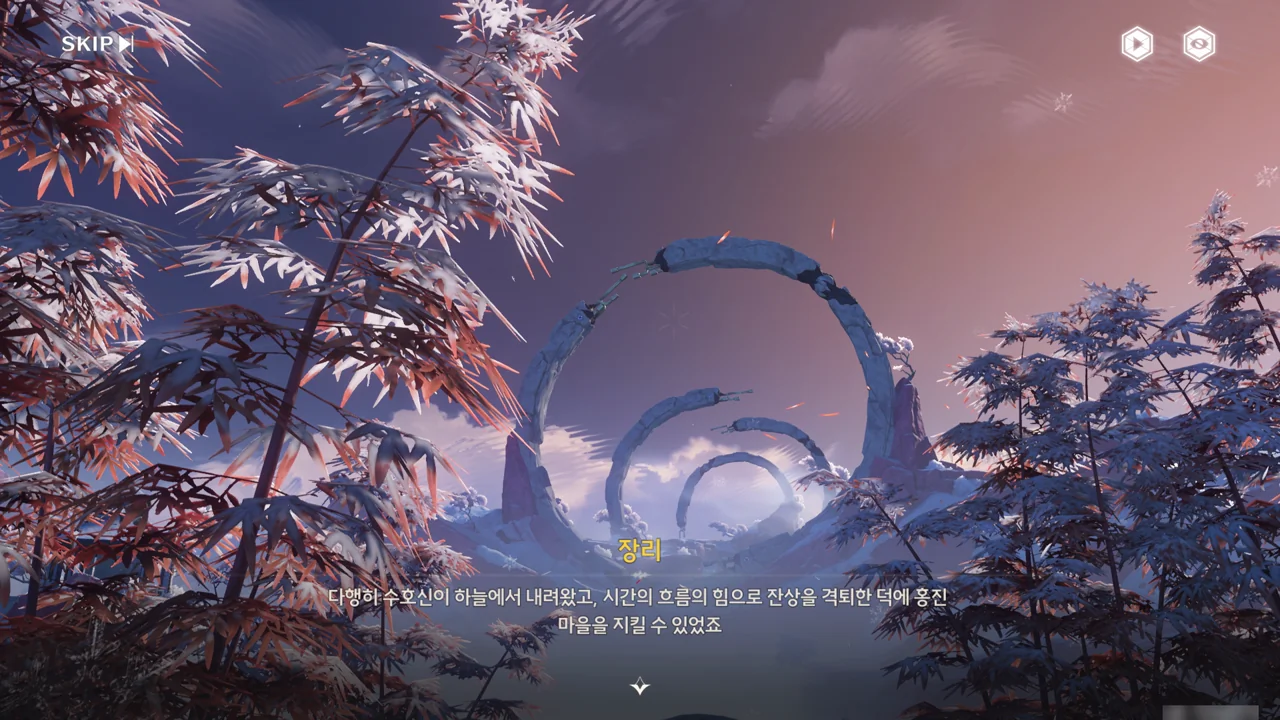 SKIP
장리
다행히 수호신이 하늘에서 내려왔고, 시간의 흐름의 힘으로 잔상을 격퇴한 덕에 홍진
마을을 지킬 수 있었죠